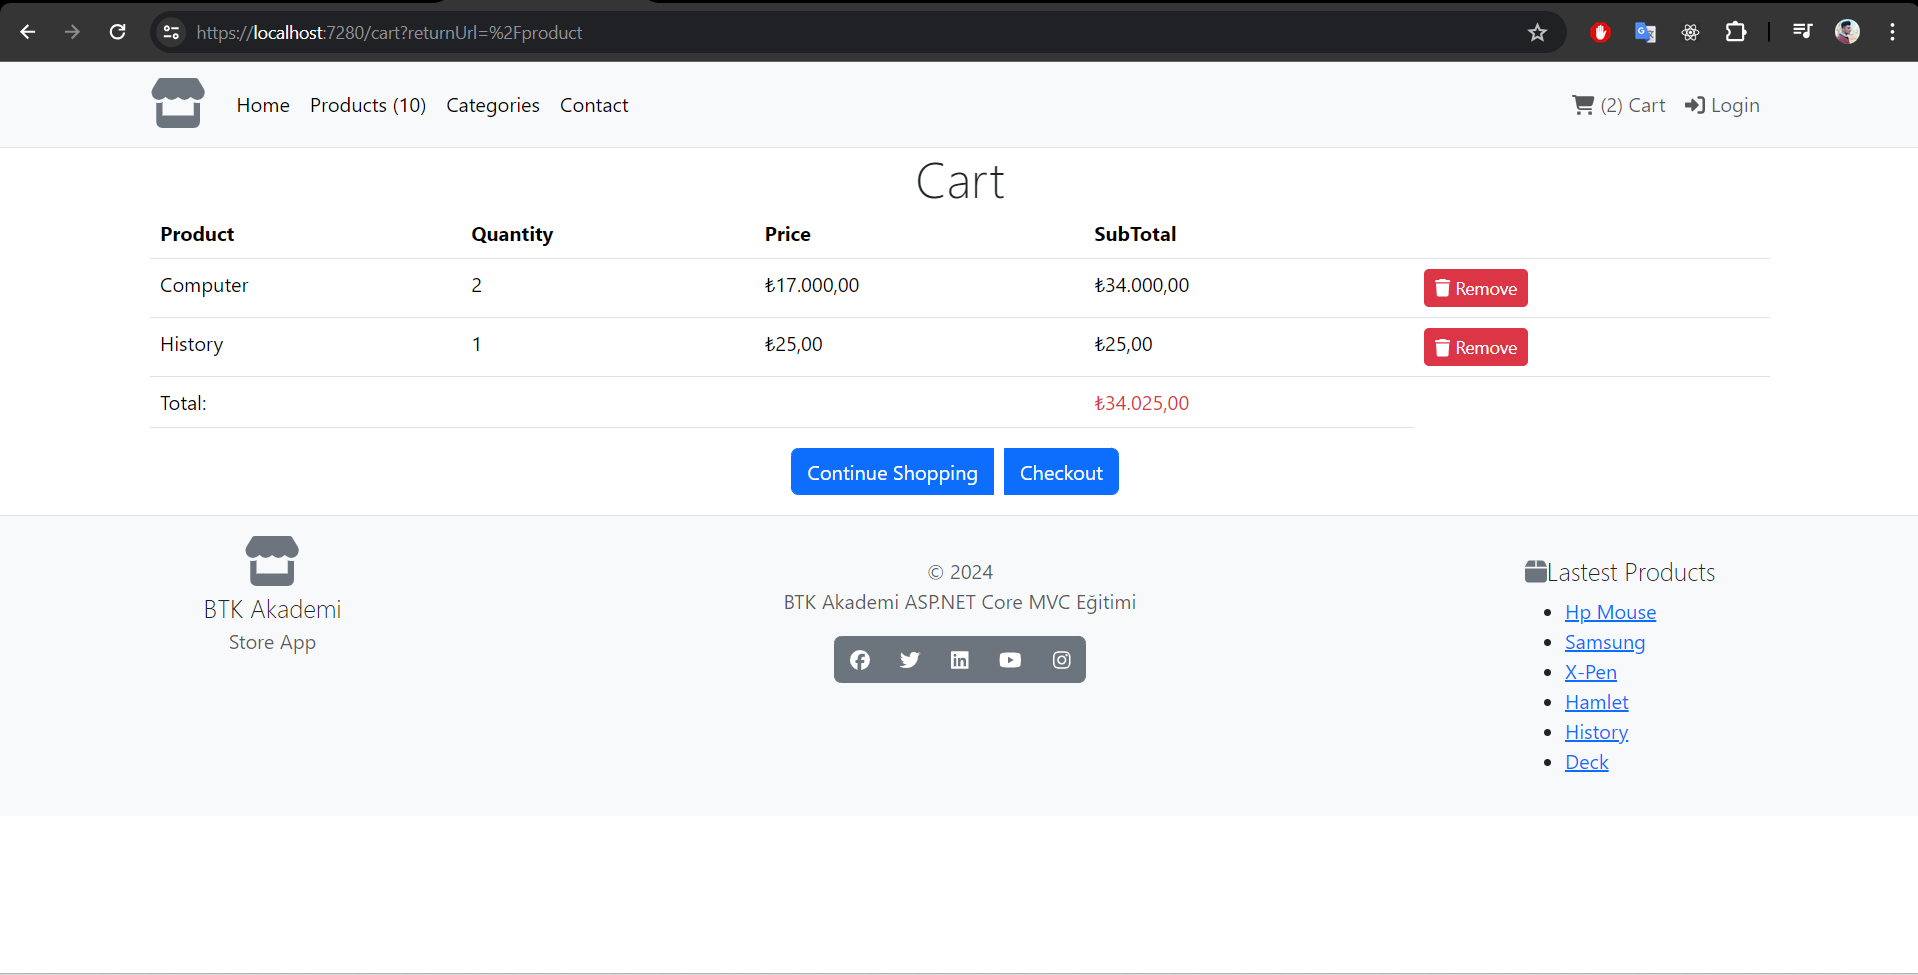 https://localhost:7280/cart?returnUrl=%2Fproduct
Home Products (10) Categories Contact (2) Cart Login
Cart
Product Quantity Price SubTotal
Computer 2 ₺17.000,00 ₺34.000,00 Remove
History 1 ₺25,00 ₺25,00 Remove
Total: ₺34.025,00
Continue Shopping Checkout
BTK Akademi
Store App
© 2024
BTK Akademi ASP.NET Core MVC Eğitimi
Lastest Products
Hp Mouse
Samsung
X-Pen
Hamlet
History
Deck